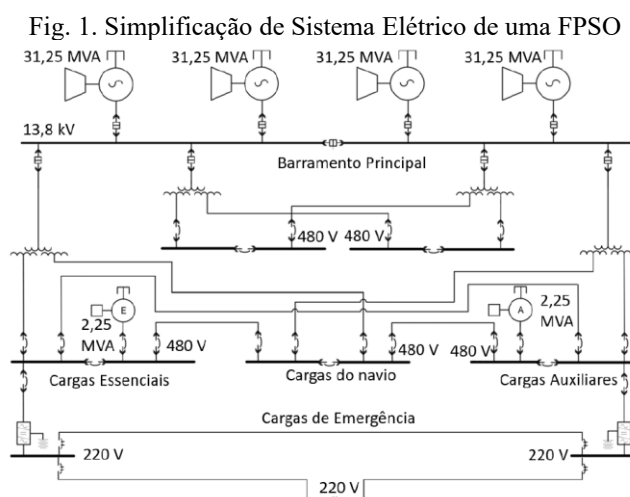 Fig. 1. Simplificação de Sistema Elétrico de uma FPSO
31,25 MVA 31,25 MVA 31,25 MVA 31,25 MVA
13,8 kV
Barramento Principal
480 V 480 V
E A
2,25 MVA
2,25 MVA
480 V 480 V 480 V
Cargas Essenciais Cargas do navio Cargas Auxiliares
Cargas de Emergência
220 V 220 V
220 V